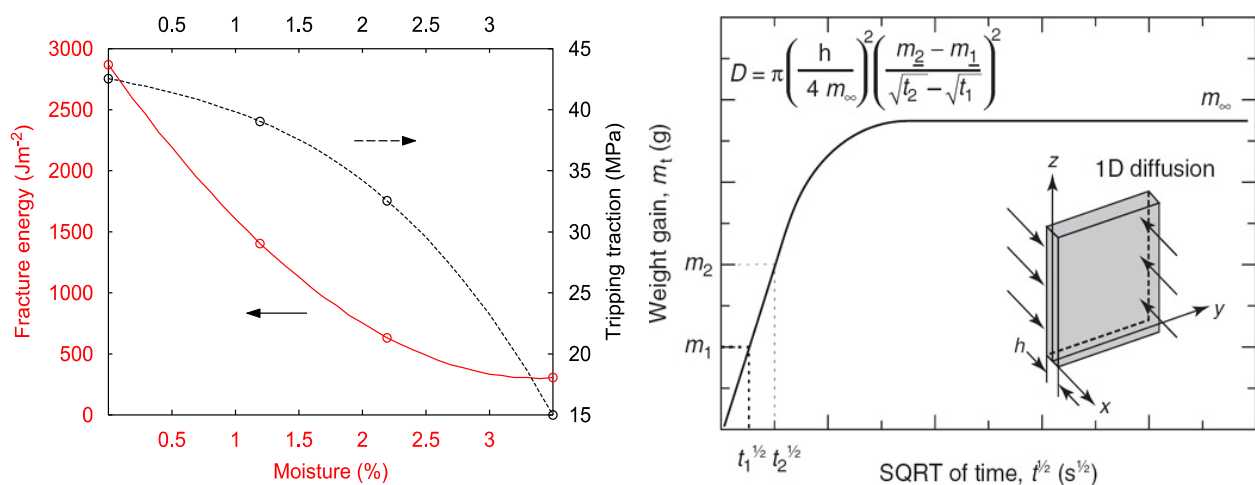 0.5 1 1.5 2 2.5 3
3000
2500
2000
1500
1000
500
0
Fracture energy (Jm-2)
45
40
35
30
25
20
15
Tripping traction (MPa)
0.5 1 1.5 2 2.5 3
Moisture (%)
D = π(h / 4 m∞)²(m2 − m1 / √t2 − √t1)²
m∞
1D diffusion
z
y
x
h
Weight gain, mt (g)
m2
m1
t1½ t2½
SQRT of time, t½ (s½)